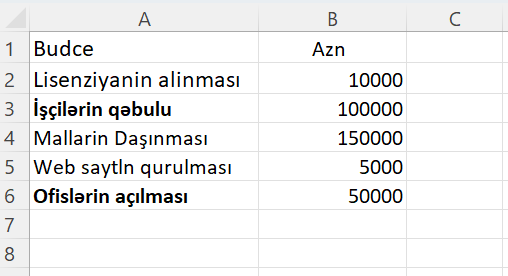 A B C
1 Budce Azn
2 Lisenziyanin alinması 10000
3 İşçilərin qəbulu 100000
4 Mallarin Daşınması 150000
5 Web saytln qurulması 5000
6 Ofislərin açılması 50000
7
8